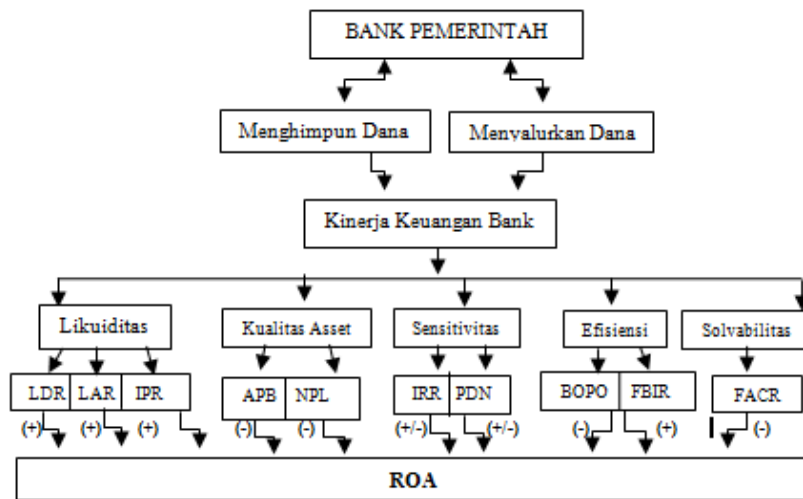 BANK PEMERINTAH
Menghimpun Dana
Menyalurkan Dana
Kinerja Keuangan Bank
Likuiditas
Kualitas Asset
Sensitivitas
Efisiensi
Solvabilitas
LDR LAR IPR
APB NPL
IRR PDN
BOPO FBIR
FACR
(+) (+) (+) (-) (-) (+/-) (+/-) (-) (+) (-)
ROA